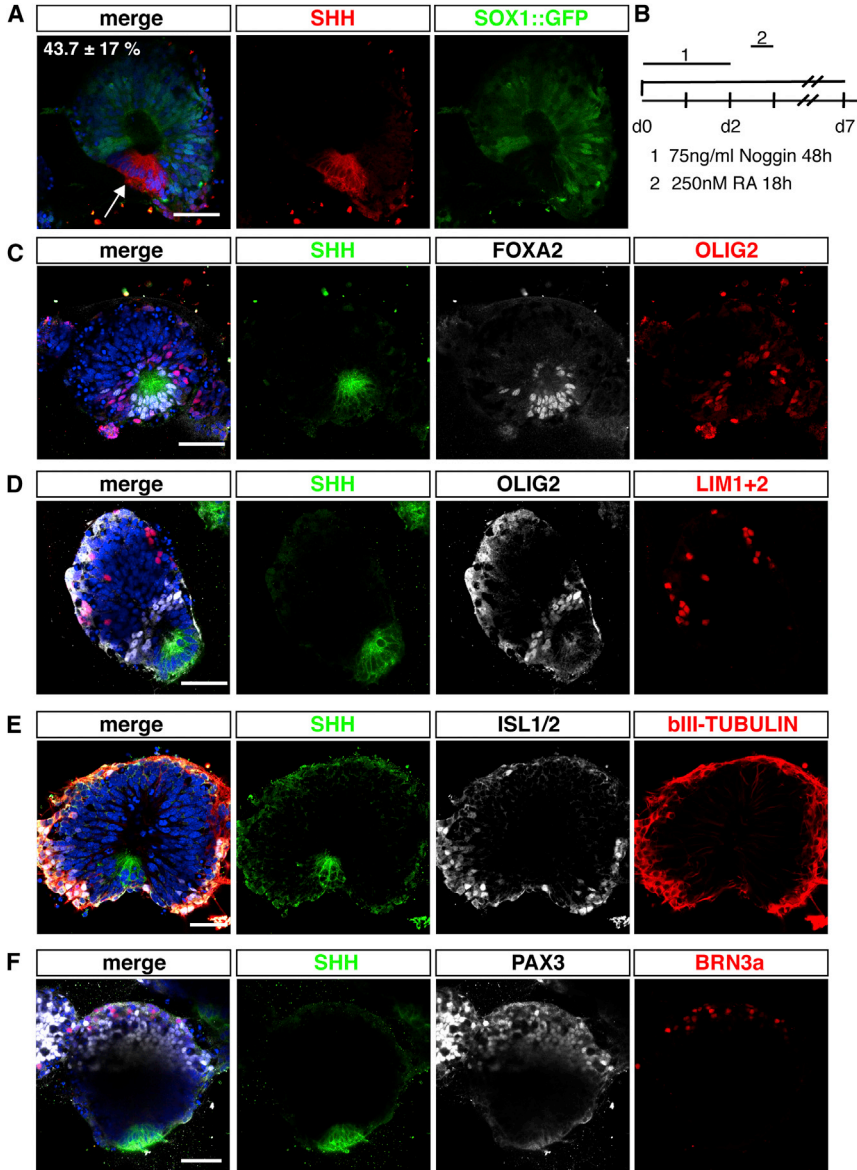 A merge SHH SOX1::GFP
43.7 ± 17 %
B
1 2
d0 d2 d7
1 75ng/ml Noggin 48h
2 250nM RA 18h
C merge SHH FOXA2 OLIG2
D merge SHH OLIG2 LIM1+2
E merge SHH ISL1/2 bIII-TUBULIN
F merge SHH PAX3 BRN3a